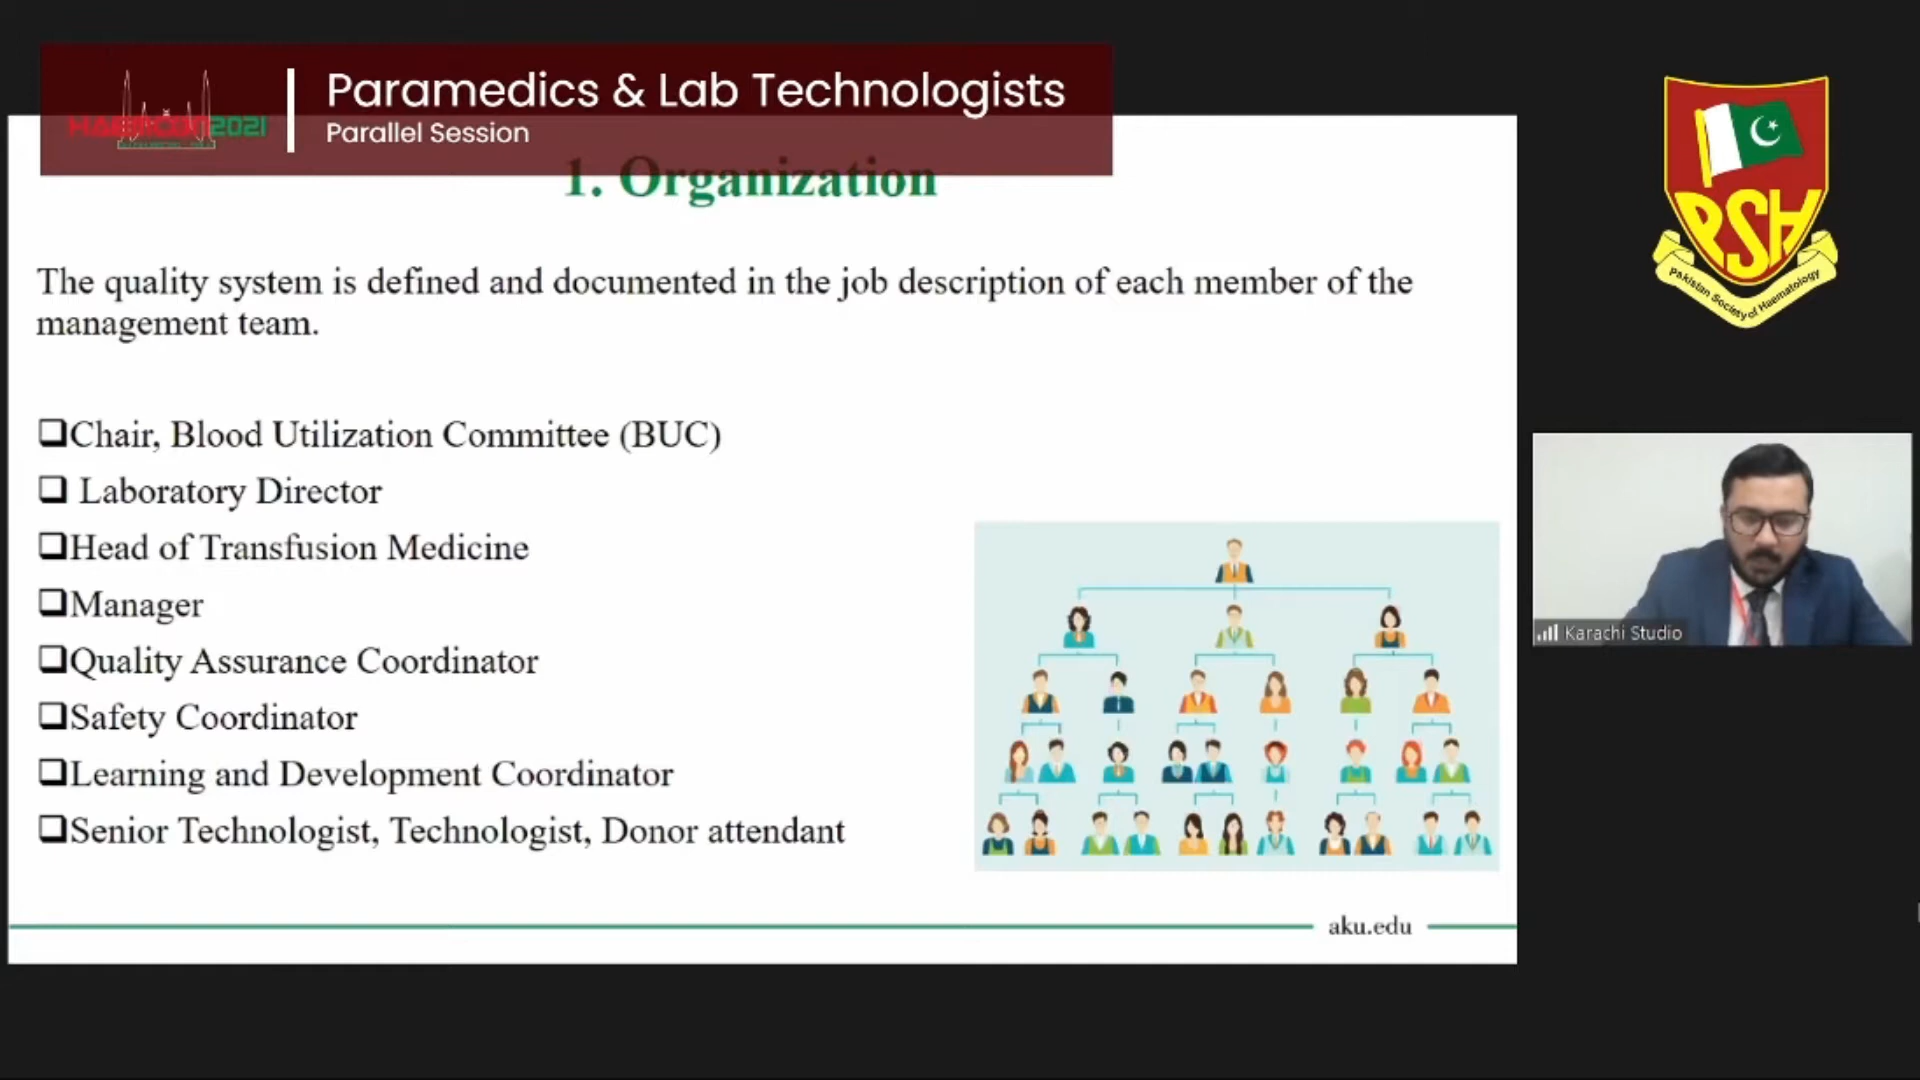 Paramedics & Lab Technologists
HAEMCON2021
Parallel Session
1. Organization
The quality system is defined and documented in the job description of each member of the
management team.
Chair, Blood Utilization Committee (BUC)
Laboratory Director
Head of Transfusion Medicine
Manager
Quality Assurance Coordinator
Safety Coordinator
Learning and Development Coordinator
Senior Technologist, Technologist, Donor attendant
aku.edu
PSH
Pakistan Society of Haematology
Karachi Studio